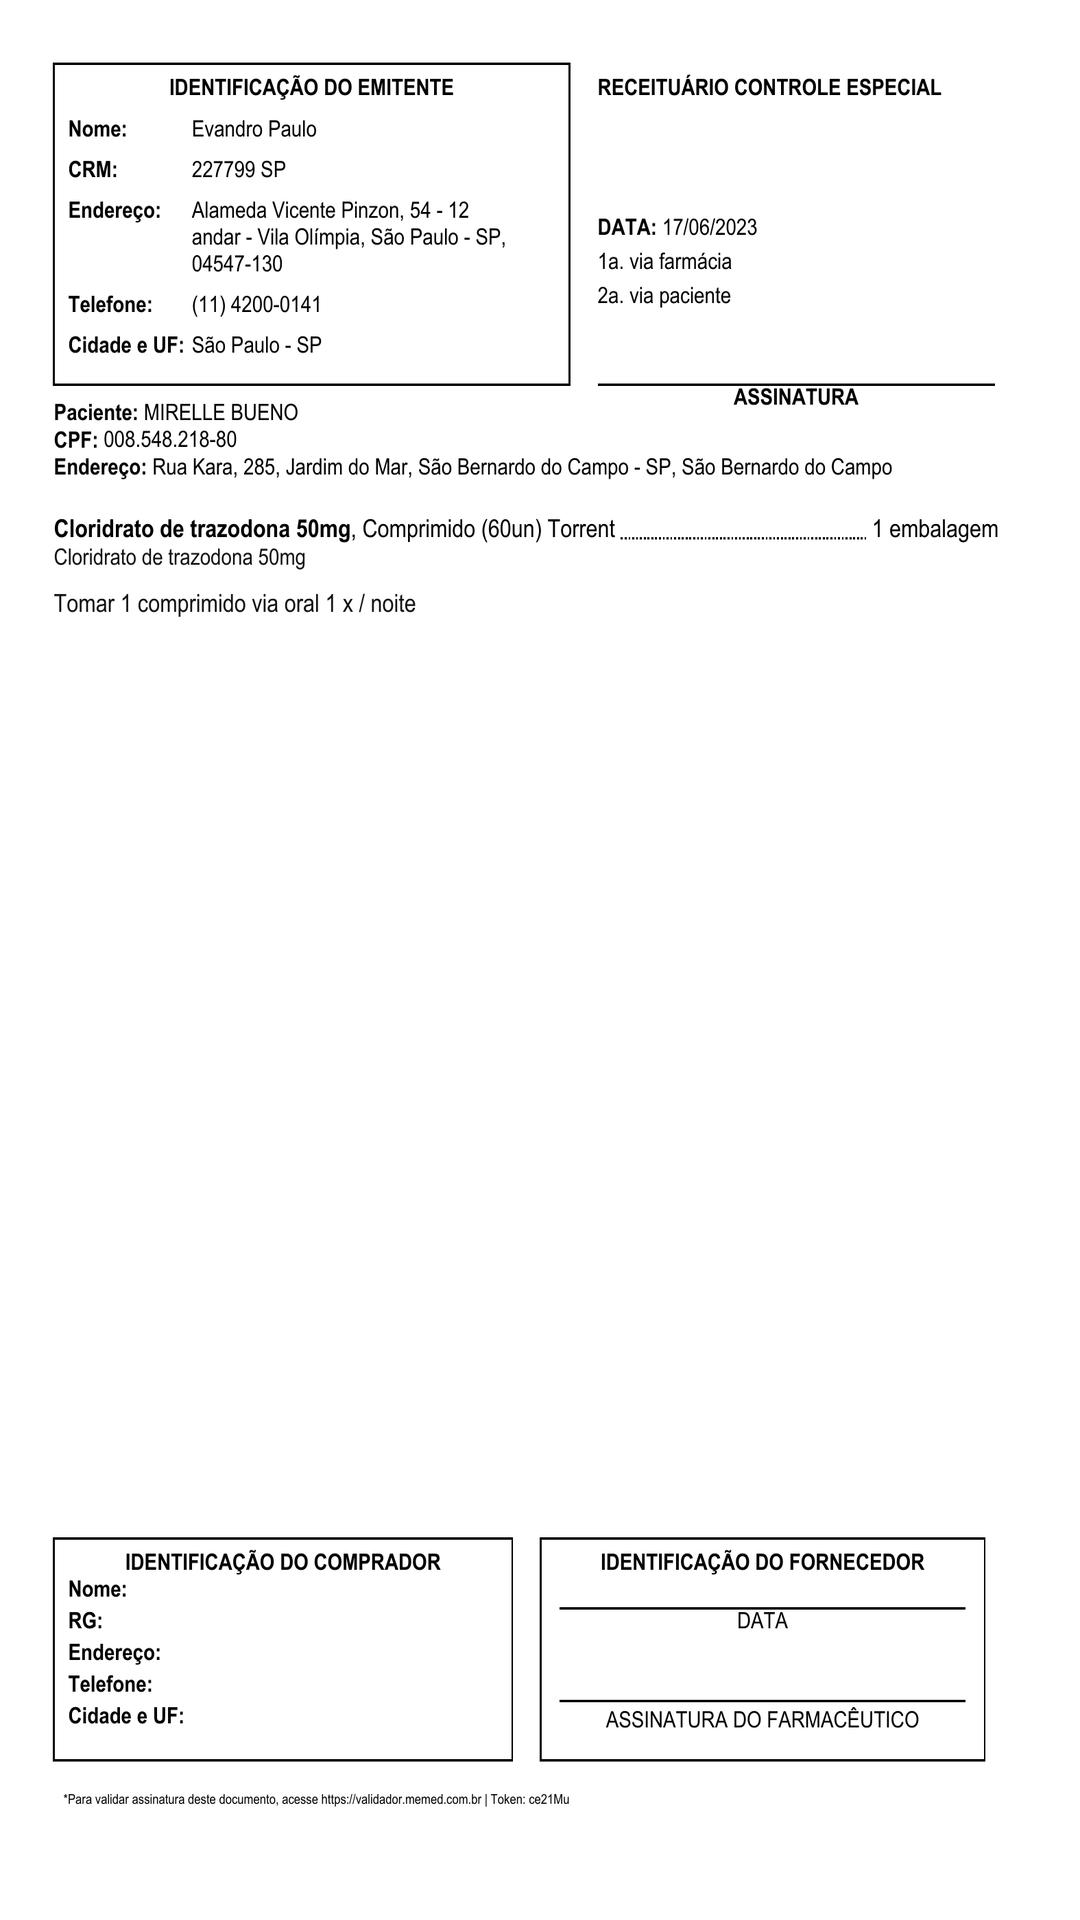 IDENTIFICAÇÃO DO EMITENTE
Nome: Evandro Paulo
CRM: 227799 SP
Endereço: Alameda Vicente Pinzon, 54 - 12
andar - Vila Olímpia, São Paulo - SP,
04547-130
Telefone: (11) 4200-0141
Cidade e UF: São Paulo - SP
RECEITUÁRIO CONTROLE ESPECIAL
DATA: 17/06/2023
1a. via farmácia
2a. via paciente
ASSINATURA
Paciente: MIRELLE BUENO
CPF: 008.548.218-80
Endereço: Rua Kara, 285, Jardim do Mar, São Bernardo do Campo - SP, São Bernardo do Campo
Cloridrato de trazodona 50mg, Comprimido (60un) Torrent 1 embalagem
Cloridrato de trazodona 50mg
Tomar 1 comprimido via oral 1 x / noite
IDENTIFICAÇÃO DO COMPRADOR
Nome:
RG:
Endereço:
Telefone:
Cidade e UF:
IDENTIFICAÇÃO DO FORNECEDOR
DATA
ASSINATURA DO FARMACÊUTICO
*Para validar assinatura deste documento, acesse https://validador.memed.com.br | Token: ce21Mu